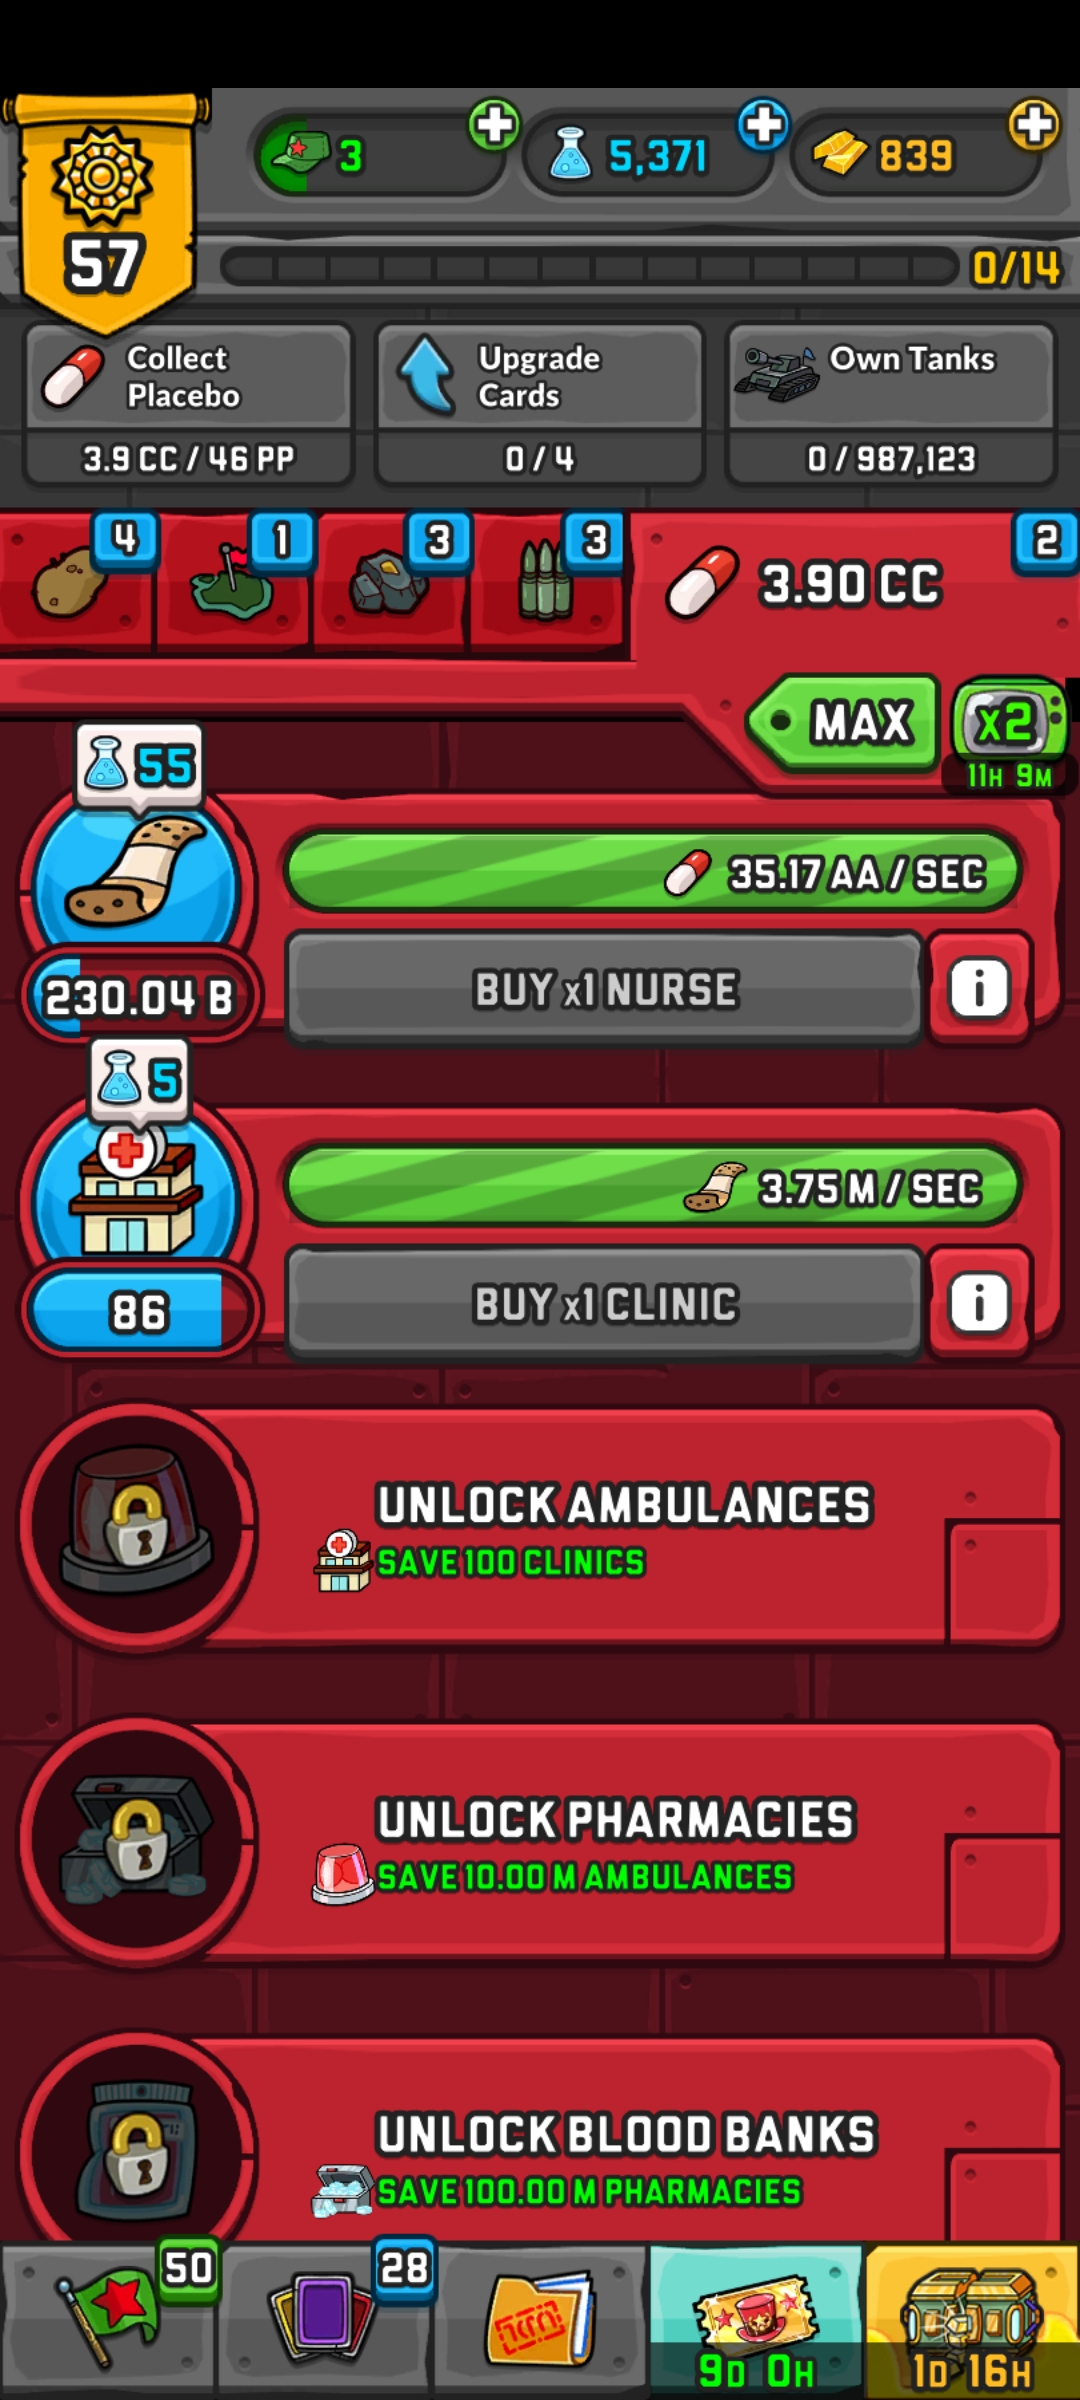 57
3
5,371
839
0/14
Collect
Placebo
3.9 CC / 46 PP
Upgrade
Cards
0 / 4
Own Tanks
0 / 987,123
4
1
3
3
3.90 CC
2
MAX
x2
11H 9M
55
35.17 AA / SEC
230.04 B
BUY x1 NURSE
i
5
3.75 M / SEC
86
BUY x1 CLINIC
i
UNLOCK AMBULANCES
SAVE 100 CLINICS
UNLOCK PHARMACIES
SAVE 10.00 M AMBULANCES
UNLOCK BLOOD BANKS
SAVE 100.00 M PHARMACIES
50
28
9D 0H
1D 16H